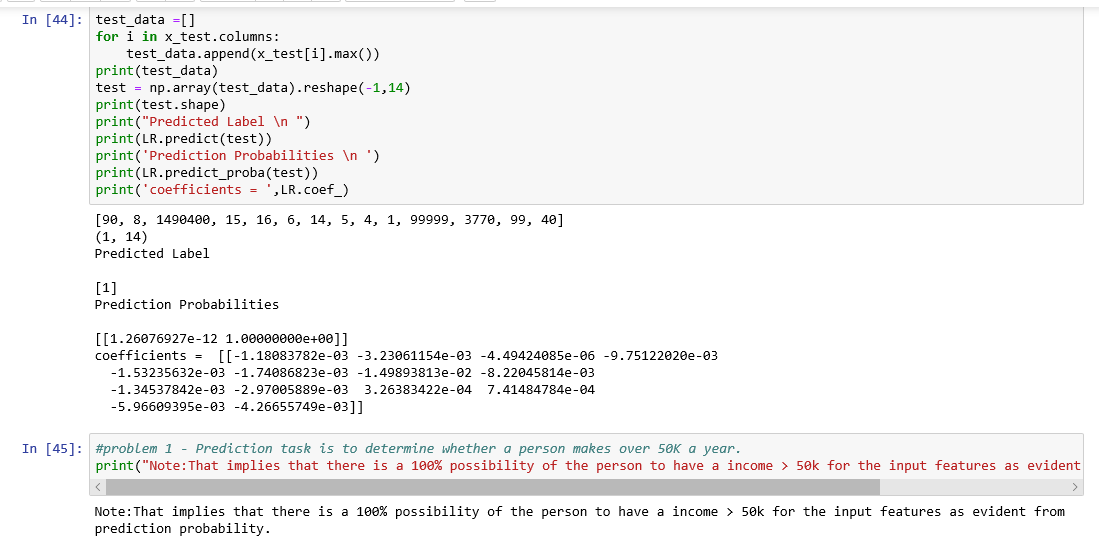 In [44]: test_data =[]
for i in x_test.columns:
    test_data.append(x_test[i].max())
print(test_data)
test = np.array(test_data).reshape(-1,14)
print(test.shape)
print("Predicted Label \n ")
print(LR.predict(test))
print('Prediction Probabilities \n ')
print(LR.predict_proba(test))
print('coefficients = ',LR.coef_)
[90, 8, 1490400, 15, 16, 6, 14, 5, 4, 1, 99999, 3770, 99, 40]
(1, 14)
Predicted Label
[1]
Prediction Probabilities
[[1.26076927e-12 1.00000000e+00]]
coefficients =  [[-1.18083782e-03 -3.23061154e-03 -4.49424085e-06 -9.75122020e-03
  -1.53235632e-03 -1.74086823e-03 -1.49893813e-02 -8.22045814e-03
  -1.34537842e-03 -2.97005889e-03  3.26383422e-04  7.41484784e-04
  -5.96609395e-03 -4.26655749e-03]]
In [45]: #problem 1 - Prediction task is to determine whether a person makes over 50K a year.
print("Note:That implies that there is a 100% possibility of the person to have a income > 50k for the input features as evident
Note:That implies that there is a 100% possibility of the person to have a income > 50k for the input features as evident from
prediction probability.